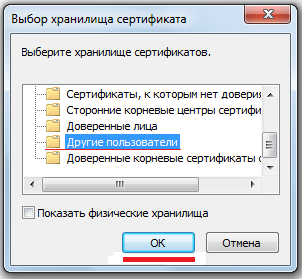 Выбор хранилища сертификата
Выберите хранилище сертификатов.
Сертификаты, к которым нет доверия
Сторонние корневые центры сертифи
Доверенные лица
Другие пользователи
Доверенные корневые сертификаты с
Показать физические хранилища
OK
Отмена